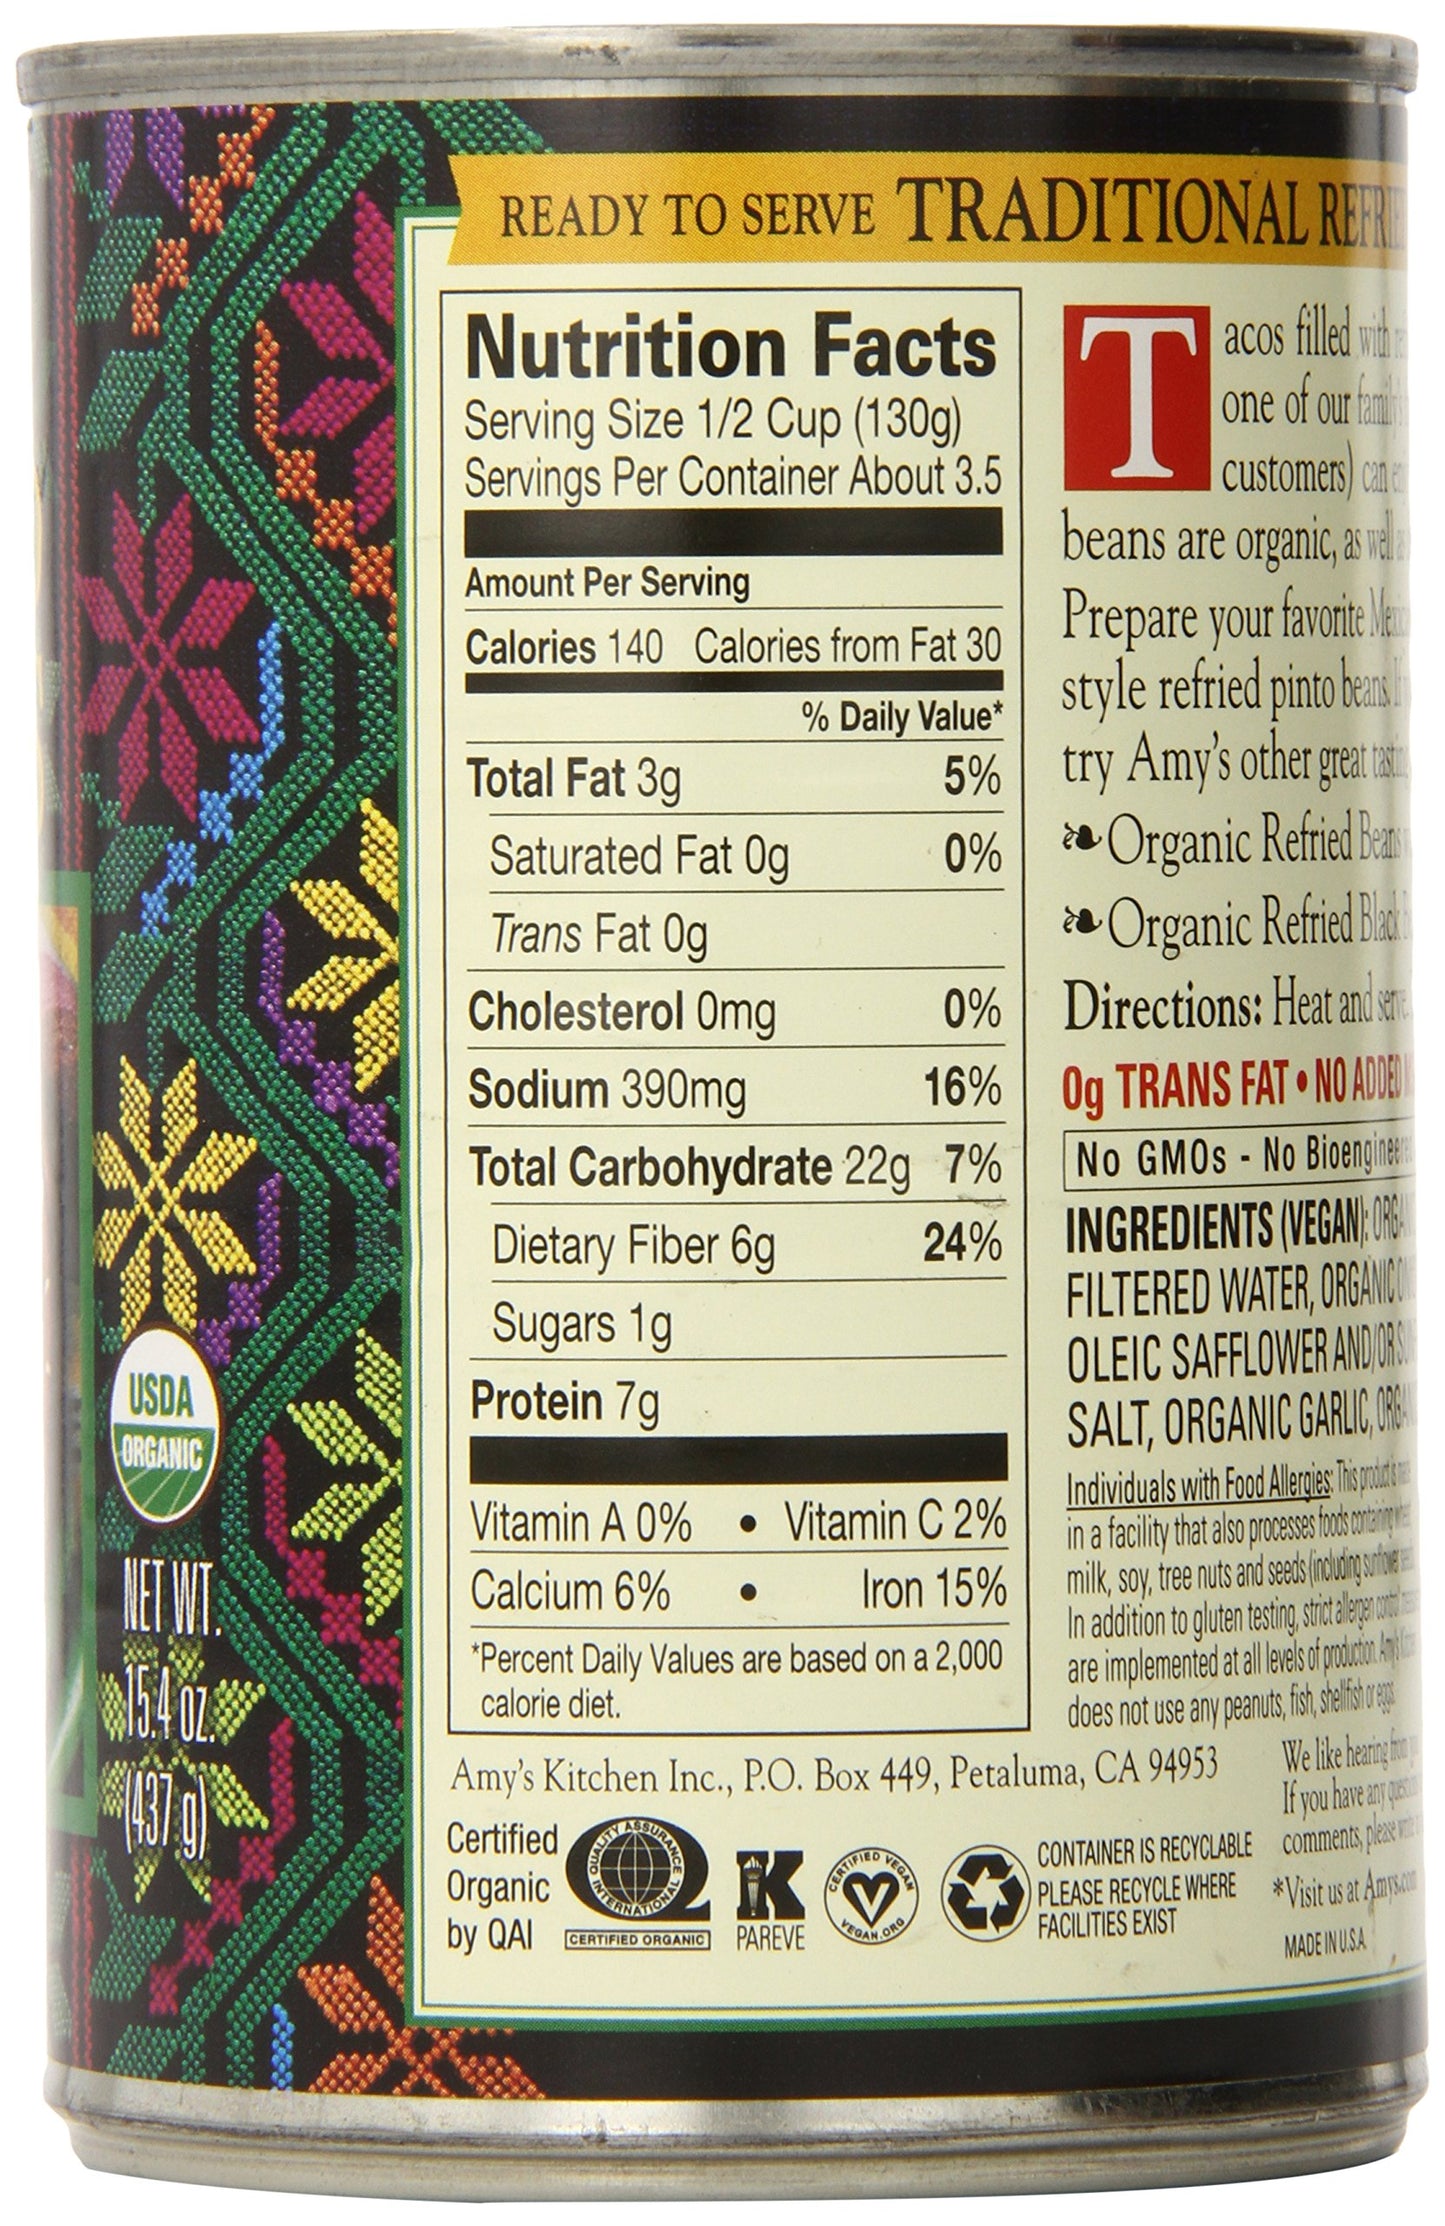 READY TO SERVE TRADITIONAL
Nutrition Facts
Serving Size 1/2 Cup (130g)
Servings Per Container About 3.5
Amount Per Serving
Calories 140 Calories from Fat 30
% Daily Value*
Total Fat 3g 5%
Saturated Fat 0g 0%
Trans Fat 0g
Cholesterol 0mg 0%
Sodium 390mg 16%
Total Carbohydrate 22g 7%
Dietary Fiber 6g 24%
Sugars 1g
Protein 7g
Vitamin A 0% • Vitamin C 2%
Calcium 6% • Iron 15%
*Percent Daily Values are based on a 2,000
calorie diet.
Tacos filled with
one of our family's
customers) can
beans are organic, as well
Prepare your favorite
style refried pinto beans. If
try Amy's other great tasting
Organic Refried Beans
Organic Refried Black
Directions: Heat and serve.
0g TRANS FAT • NO ADDED
No GMOs - No Bioengineered
INGREDIENTS (VEGAN):
FILTERED WATER, ORGANIC
OLEIC SAFFLOWER AND/OR
SALT, ORGANIC GARLIC,
Individuals with Food Allergies: This product is
in a facility that also processes foods containing wheat,
milk, soy, tree nuts and seeds (including sunflower
In addition to gluten testing, strict allergen control
are implemented at all levels of production. Amy's
does not use any peanuts, fish, shellfish or eggs.
Amy's Kitchen Inc., P.O. Box 449, Petaluma, CA 94953
We like hearing from
If you have any
comments, please write
*Visit us at Amys.com
MADE IN U.S.A.
Certified
Organic
by QAI
QUALITY ASSURANCE
INTERNATIONAL
CERTIFIED ORGANIC
K
PAREVE
CERTIFIED VEGAN
V
VEGAN.ORG
CONTAINER IS RECYCLABLE
PLEASE RECYCLE WHERE
FACILITIES EXIST
USDA
ORGANIC
NET WT.
15.4 oz.
(437 g)